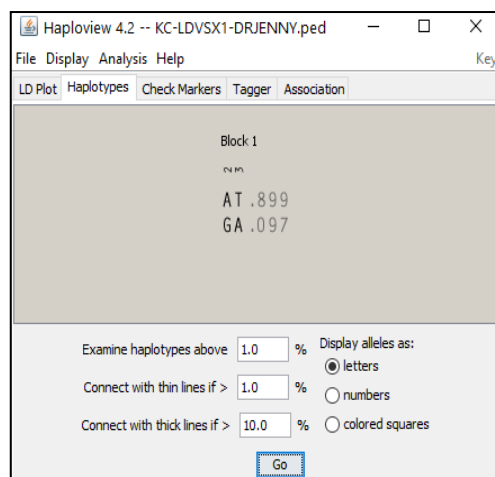 Haploview 4.2 -- KC-LDVSX1-DRJENNY.ped
File Display Analysis Help Key
LD Plot Haplotypes Check Markers Tagger Association
Block 1
2 3
AT .899
GA .097
Examine haplotypes above 1.0 % Display alleles as:
letters
Connect with thin lines if > 1.0 %
numbers
Connect with thick lines if > 10.0 % colored squares
Go